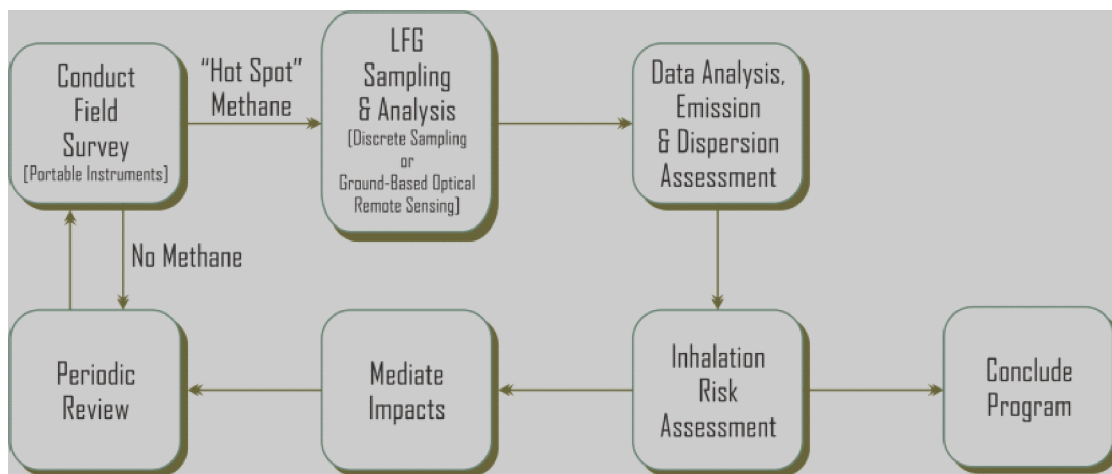 Conduct
Field
Survey
[Portable Instruments]
“Hot Spot”
Methane
LFG
Sampling
& Analysis
[Discrete Sampling
or
Ground-Based Optical
Remote Sensing]
Data Analysis,
Emission
& Dispersion
Assessment
No Methane
Periodic
Review
Mediate
Impacts
Inhalation
Risk
Assessment
Conclude
Program